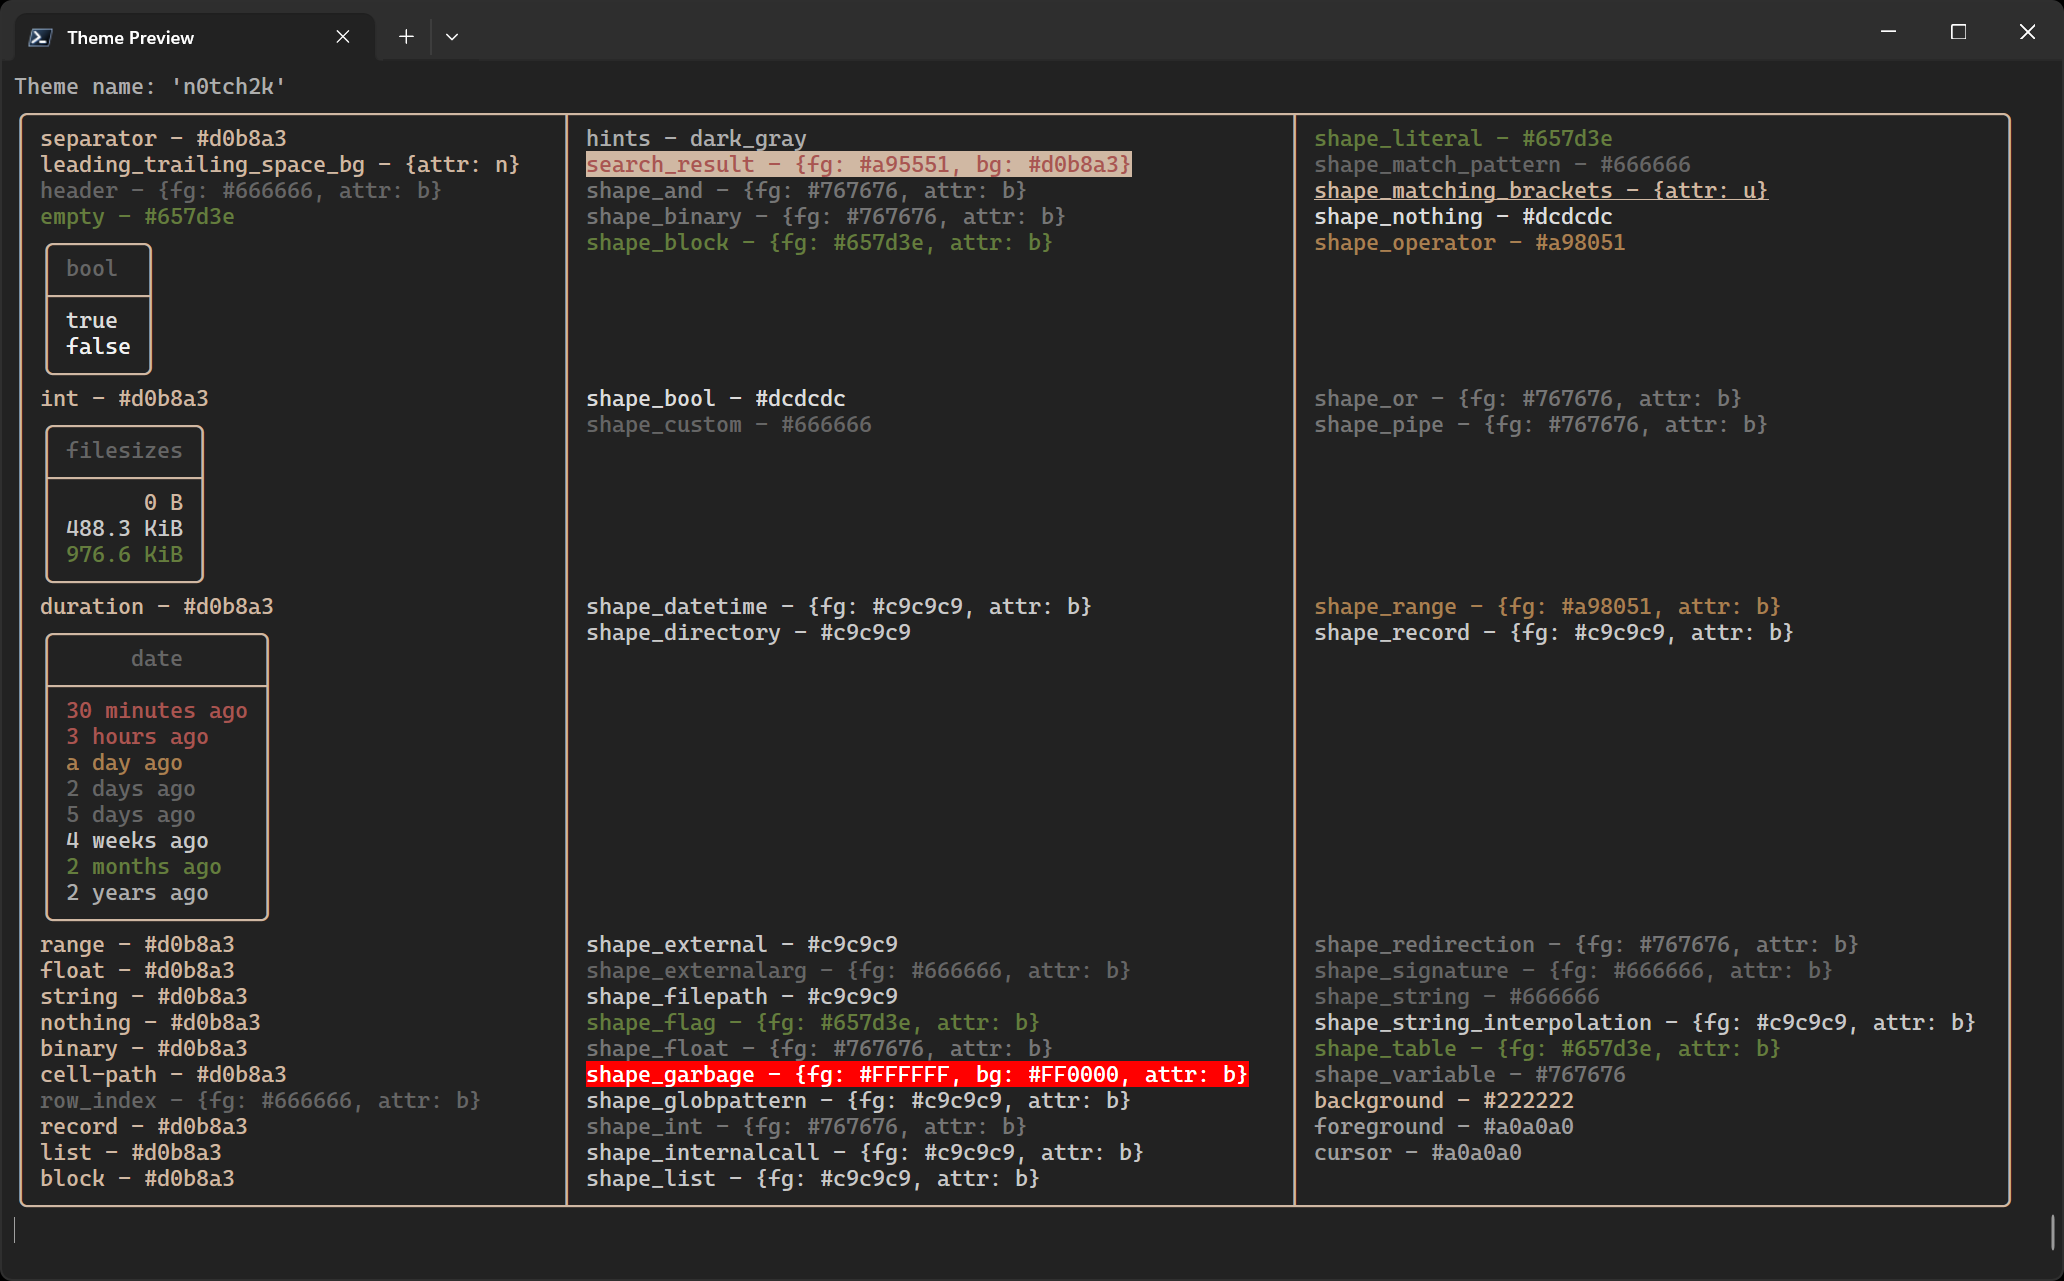 Theme Preview
Theme name: 'n0tch2k'
separator - #d0b8a3
leading_trailing_space_bg - {attr: n}
header - {fg: #666666, attr: b}
empty - #657d3e
bool
true
false
int - #d0b8a3
filesizes
0 B
488.3 KiB
976.6 KiB
duration - #d0b8a3
date
30 minutes ago
3 hours ago
a day ago
2 days ago
5 days ago
4 weeks ago
2 months ago
2 years ago
range - #d0b8a3
float - #d0b8a3
string - #d0b8a3
nothing - #d0b8a3
binary - #d0b8a3
cell-path - #d0b8a3
row_index - {fg: #666666, attr: b}
record - #d0b8a3
list - #d0b8a3
block - #d0b8a3
hints - dark_gray
search_result - {fg: #a95551, bg: #d0b8a3}
shape_and - {fg: #767676, attr: b}
shape_binary - {fg: #767676, attr: b}
shape_block - {fg: #657d3e, attr: b}
shape_bool - #dcdcdc
shape_custom - #666666
shape_datetime - {fg: #c9c9c9, attr: b}
shape_directory - #c9c9c9
shape_external - #c9c9c9
shape_externalarg - {fg: #666666, attr: b}
shape_filepath - #c9c9c9
shape_flag - {fg: #657d3e, attr: b}
shape_float - {fg: #767676, attr: b}
shape_garbage - {fg: #FFFFFF, bg: #FF0000, attr: b}
shape_globpattern - {fg: #c9c9c9, attr: b}
shape_int - {fg: #767676, attr: b}
shape_internalcall - {fg: #c9c9c9, attr: b}
shape_list - {fg: #c9c9c9, attr: b}
shape_literal - #657d3e
shape_match_pattern - #666666
shape_matching_brackets - {attr: u}
shape_nothing - #dcdcdc
shape_operator - #a98051
shape_or - {fg: #767676, attr: b}
shape_pipe - {fg: #767676, attr: b}
shape_range - {fg: #a98051, attr: b}
shape_record - {fg: #c9c9c9, attr: b}
shape_redirection - {fg: #767676, attr: b}
shape_signature - {fg: #666666, attr: b}
shape_string - #666666
shape_string_interpolation - {fg: #c9c9c9, attr: b}
shape_table - {fg: #657d3e, attr: b}
shape_variable - #767676
background - #222222
foreground - #a0a0a0
cursor - #a0a0a0